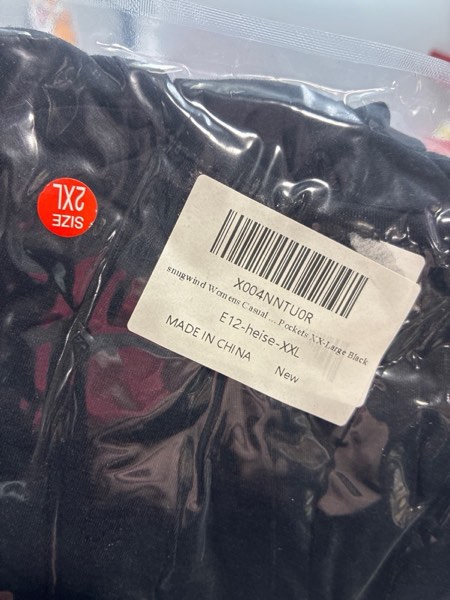 SIZE
2XL
X004NNTU0R
snugwind Womens Casual ... Pockets XX-Large Black
E12-heise-XXL
MADE IN CHINA
New